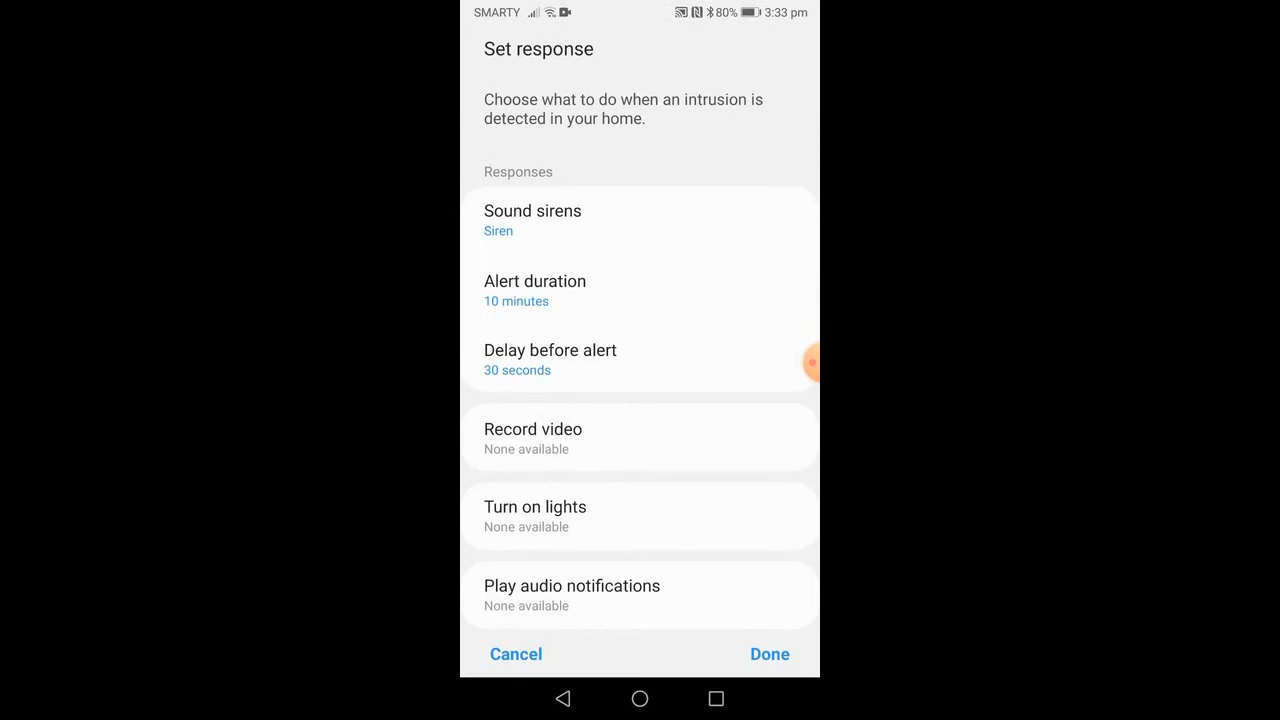 SMARTY 80% 3:33 pm
Set response
Choose what to do when an intrusion is
detected in your home.
Responses
Sound sirens
Siren
Alert duration
10 minutes
Delay before alert
30 seconds
Record video
None available
Turn on lights
None available
Play audio notifications
None available
Cancel Done